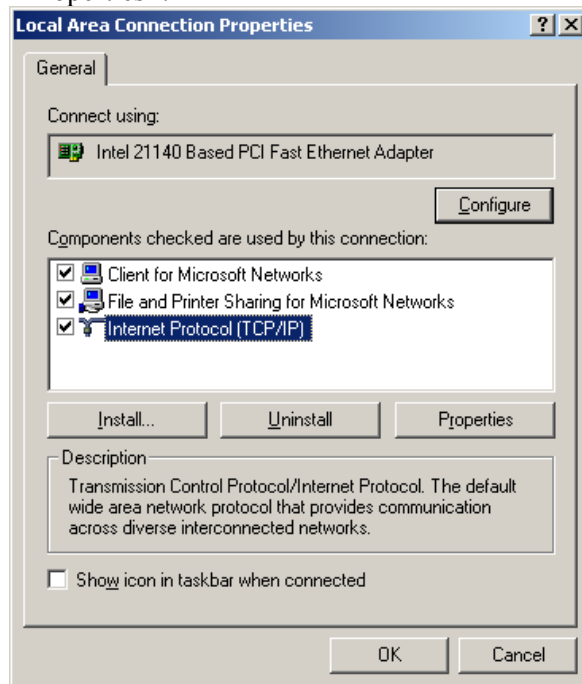 Local Area Connection Properties
General
Connect using:
Intel 21140 Based PCI Fast Ethernet Adapter
Configure
Components checked are used by this connection:
Client for Microsoft Networks
File and Printer Sharing for Microsoft Networks
Internet Protocol (TCP/IP)
Install...
Uninstall
Properties
Description
Transmission Control Protocol/Internet Protocol. The default
wide area network protocol that provides communication
across diverse interconnected networks.
Show icon in taskbar when connected
OK
Cancel